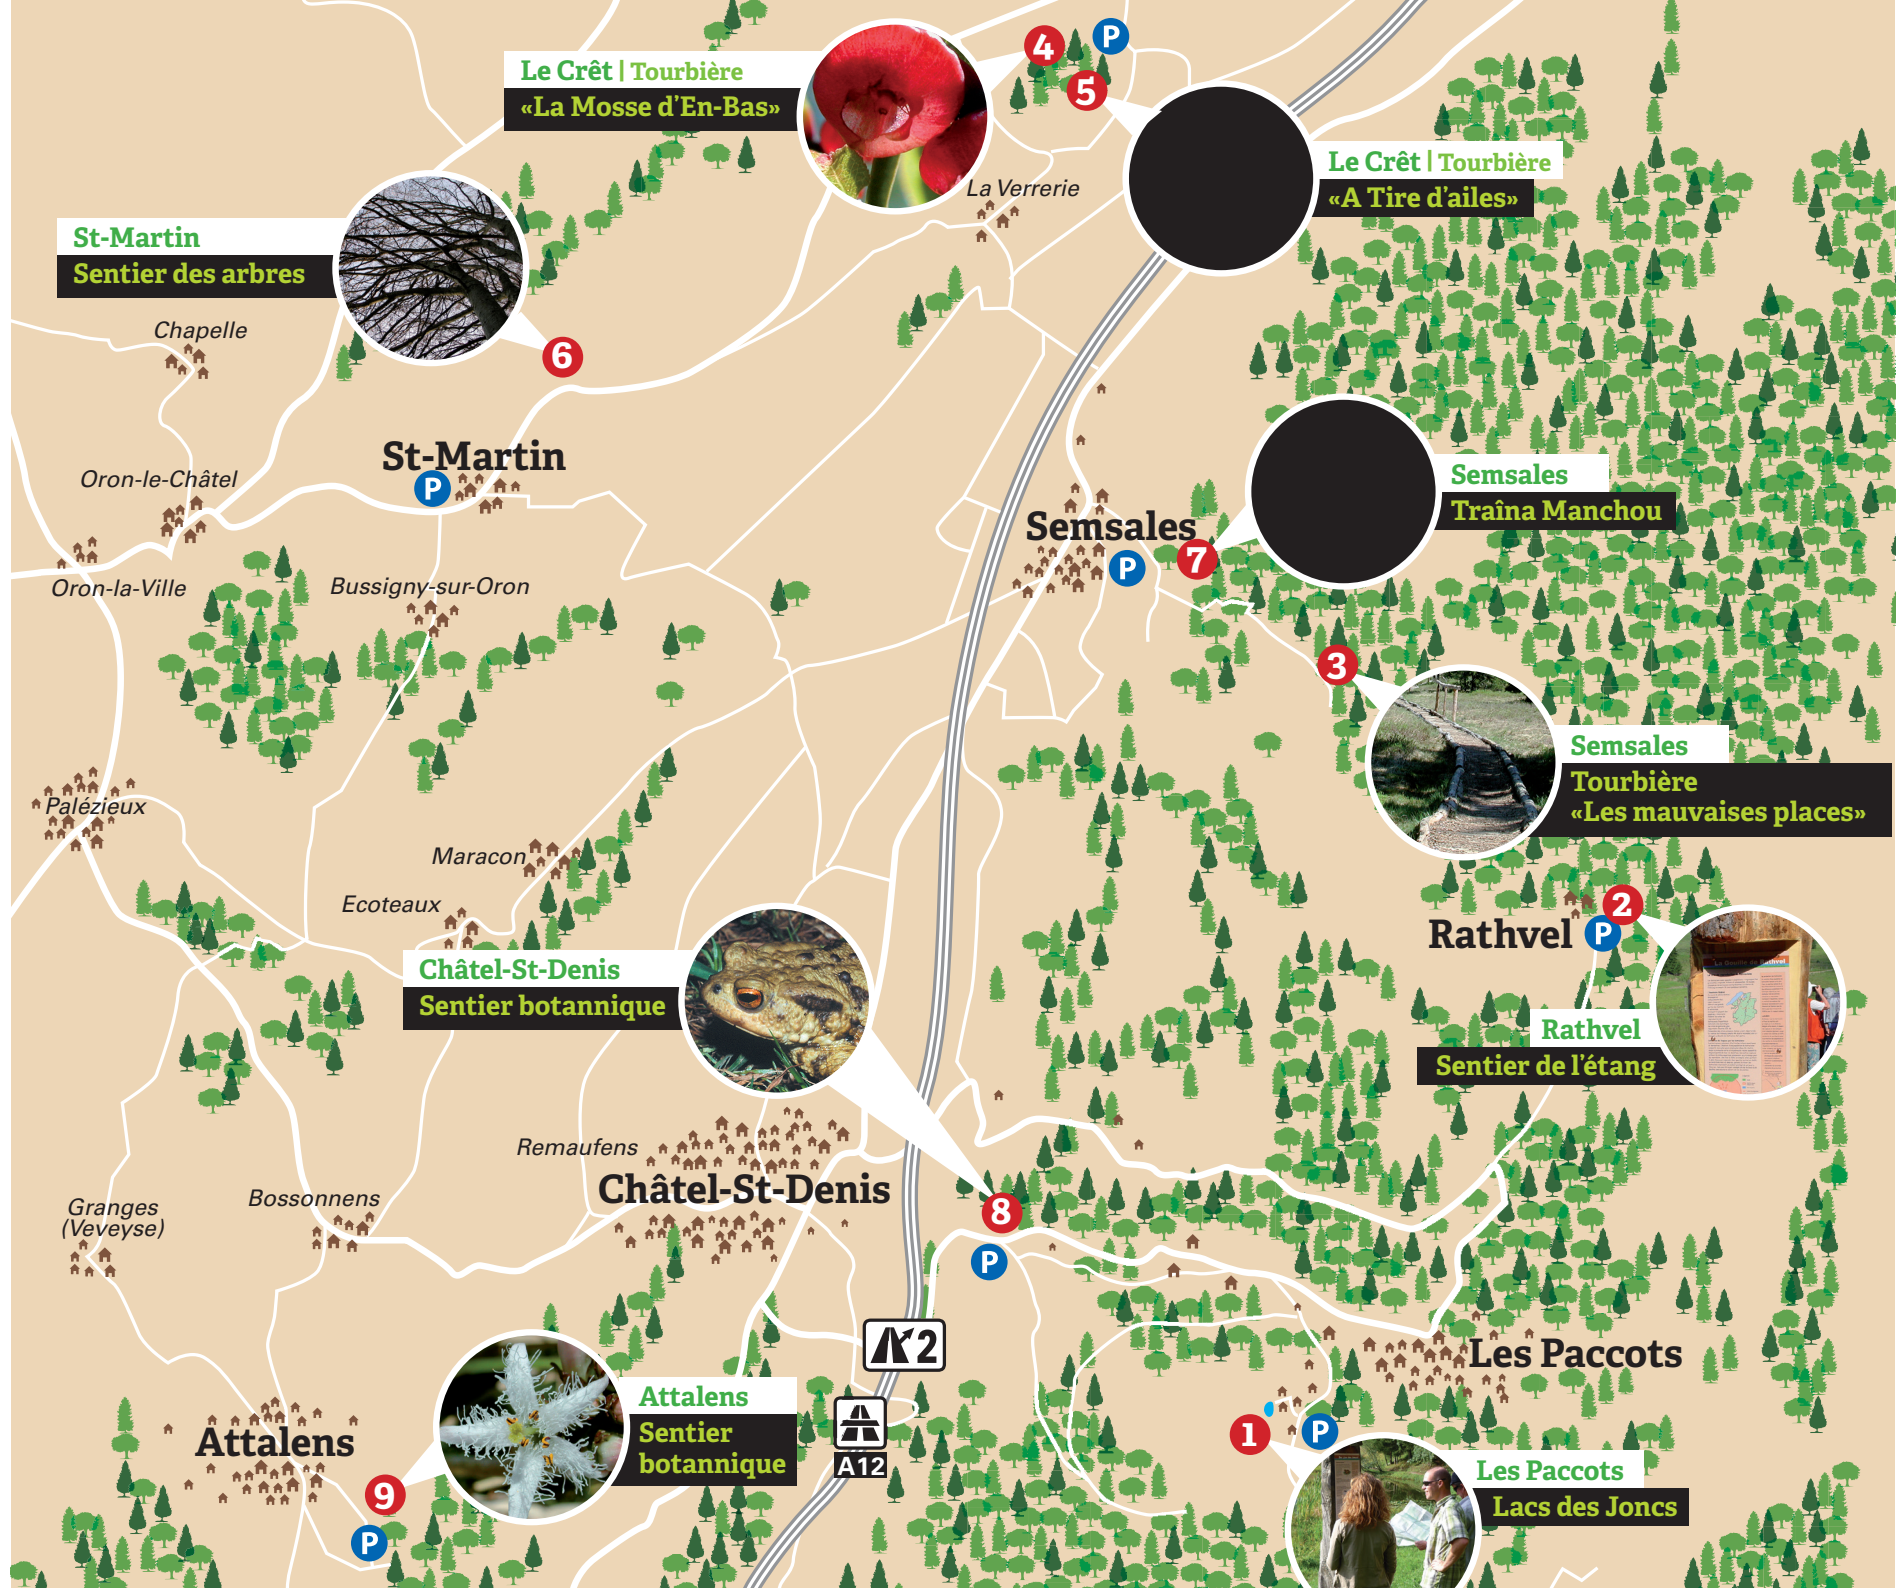 4
P
Le Crêt | Tourbière
«La Mosse d'En-Bas»
5
Le Crêt | Tourbière
«A Tire d'ailes»
La Verrerie
St-Martin
Sentier des arbres
Chapelle
6
St-Martin
P
Oron-le-Châtel
Semsales
Traîna Manchou
Semsales
P
7
Oron-la-Ville
Bussigny-sur-Oron
3
Semsales
Tourbière
«Les mauvaises places»
Palézieux
Maracon
Ecoteaux
2
Rathvel
P
La Gouille de Rathvel
Châtel-St-Denis
Sentier botannique
Rathvel
Sentier de l'étang
Remaufens
Châtel-St-Denis
Bossonnens
Granges
(Veveyse)
8
P
2
Les Paccots
Attalens
Sentier
botannique
A12
Attalens
9
P
1
P
Les Paccots
Lacs des Joncs